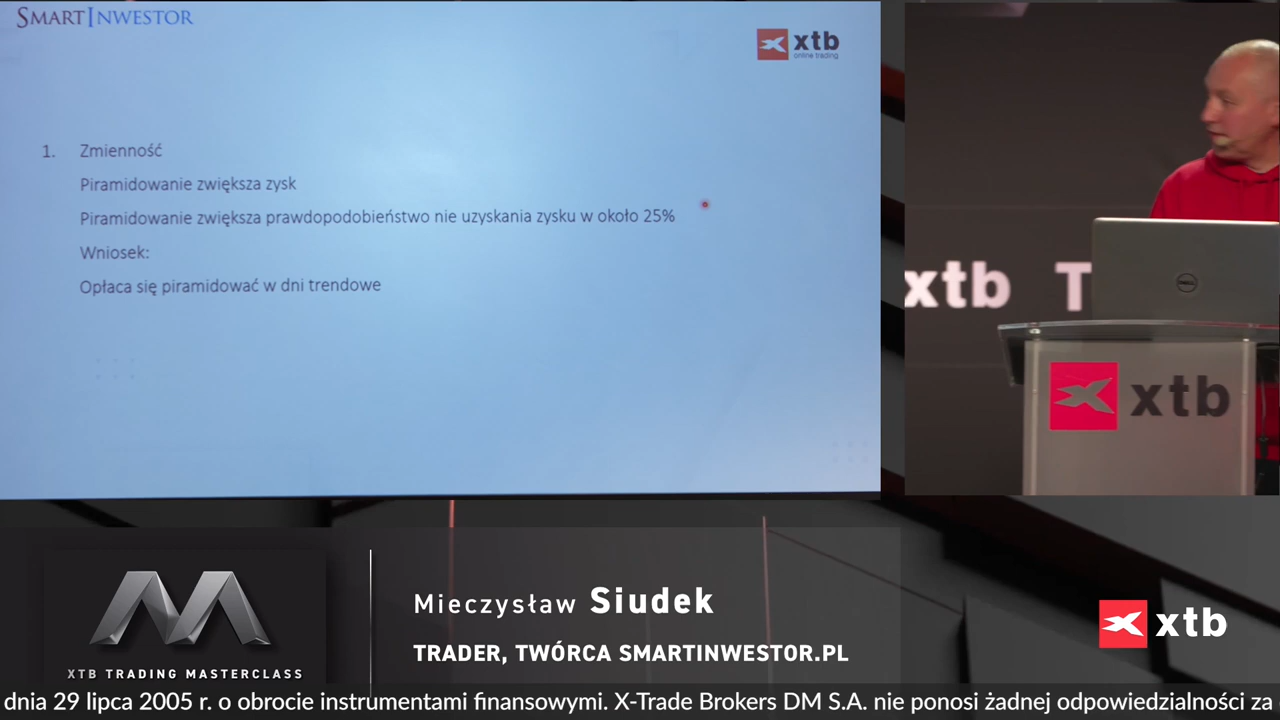 SMARTINWESTOR
xtb
online trading
1. Zmienność
Piramidowanie zwiększa zysk
Piramidowanie zwiększa prawdopodobieństwo nie uzyskania zysku w około 25%
Wniosek:
Opłaca się piramidować w dni trendowe
xtb T
DELL
xtb
Mieczysław Siudek
TRADER, TWÓRCA SMARTINWESTOR.PL
XTB TRADING MASTERCLASS
xtb
dnia 29 lipca 2005 r. o obrocie instrumentami finansowymi. X-Trade Brokers DM S.A. nie ponosi żadnej odpowiedzialności za